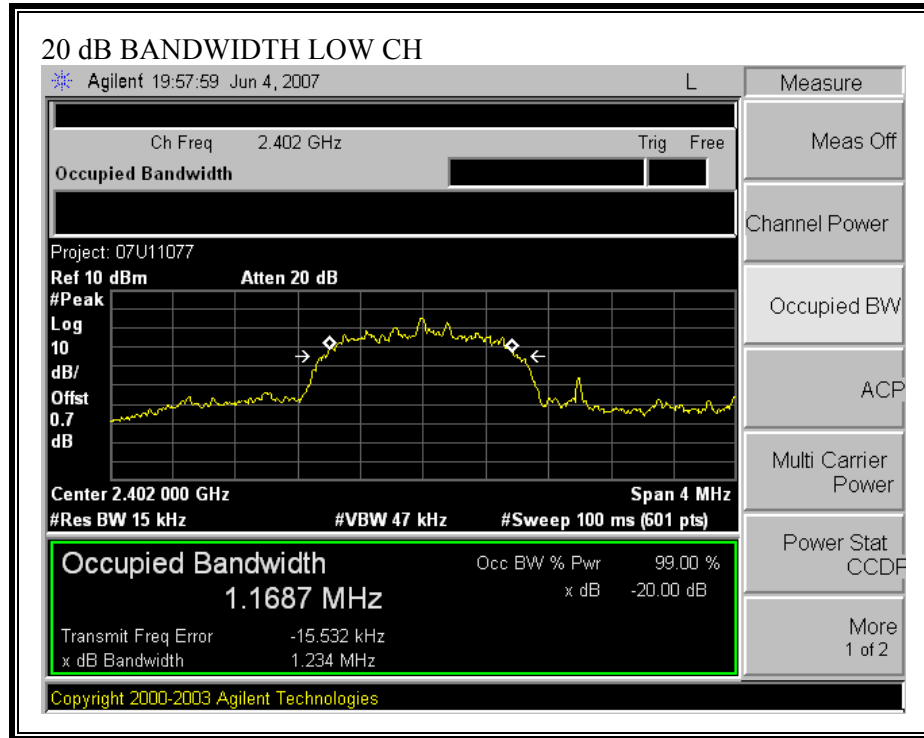 20 dB BANDWIDTH LOW CH
Agilent 19:57:59 Jun 4, 2007 L
Ch Freq 2.402 GHz Trig Free
Occupied Bandwidth
Project: 07U11077
Ref 10 dBm Atten 20 dB
#Peak
Log
10
dB/
Offst
0.7
dB
Center 2.402 000 GHz Span 4 MHz
#Res BW 15 kHz #VBW 47 kHz #Sweep 100 ms (601 pts)
Occupied Bandwidth
1.1687 MHz
Occ BW % Pwr 99.00 %
x dB -20.00 dB
Transmit Freq Error -15.532 kHz
x dB Bandwidth 1.234 MHz
Copyright 2000-2003 Agilent Technologies
Measure
Meas Off
Channel Power
Occupied BW
ACP
Multi Carrier
Power
Power Stat
CCDF
More
1 of 2